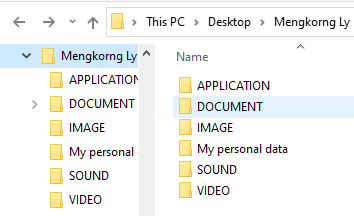 This PC > Desktop > Mengkorng Ly
Mengkorng Ly
APPLICATION
DOCUMENT
IMAGE
My personal da
SOUND
VIDEO
Name
APPLICATION
DOCUMENT
IMAGE
My personal data
SOUND
VIDEO